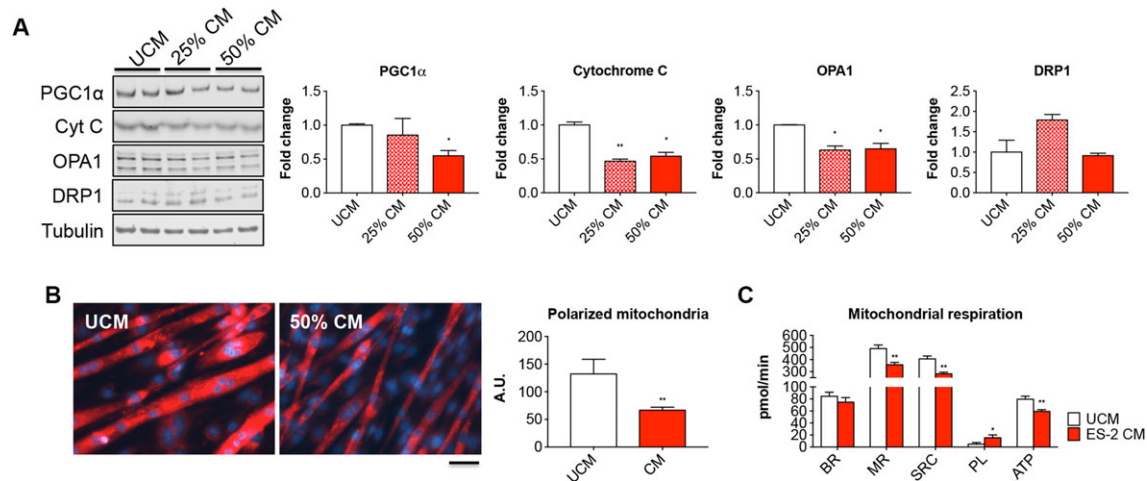 A
UCM
25% CM
50% CM
PGC1α
Cyt C
OPA1
DRP1
Tubulin
PGC1α
Fold change
1.5
1.0
0.5
0.0
UCM
25% CM
50% CM
*
Cytochrome C
Fold change
1.5
1.0
0.5
0.0
UCM
25% CM
50% CM
**
*
OPA1
Fold change
1.5
1.0
0.5
0.0
UCM
25% CM
50% CM
*
*
DRP1
Fold change
2.5
2.0
1.5
1.0
0.5
0.0
UCM
25% CM
50% CM
B
UCM
50% CM
Polarized mitochondria
A.U.
200
150
100
50
0
UCM
CM
**
C
Mitochondrial respiration
pmol/min
600
500
400
300
200
80
60
40
20
0
BR
MR
SRC
PL
ATP
**
**
*
**
UCM
ES-2 CM